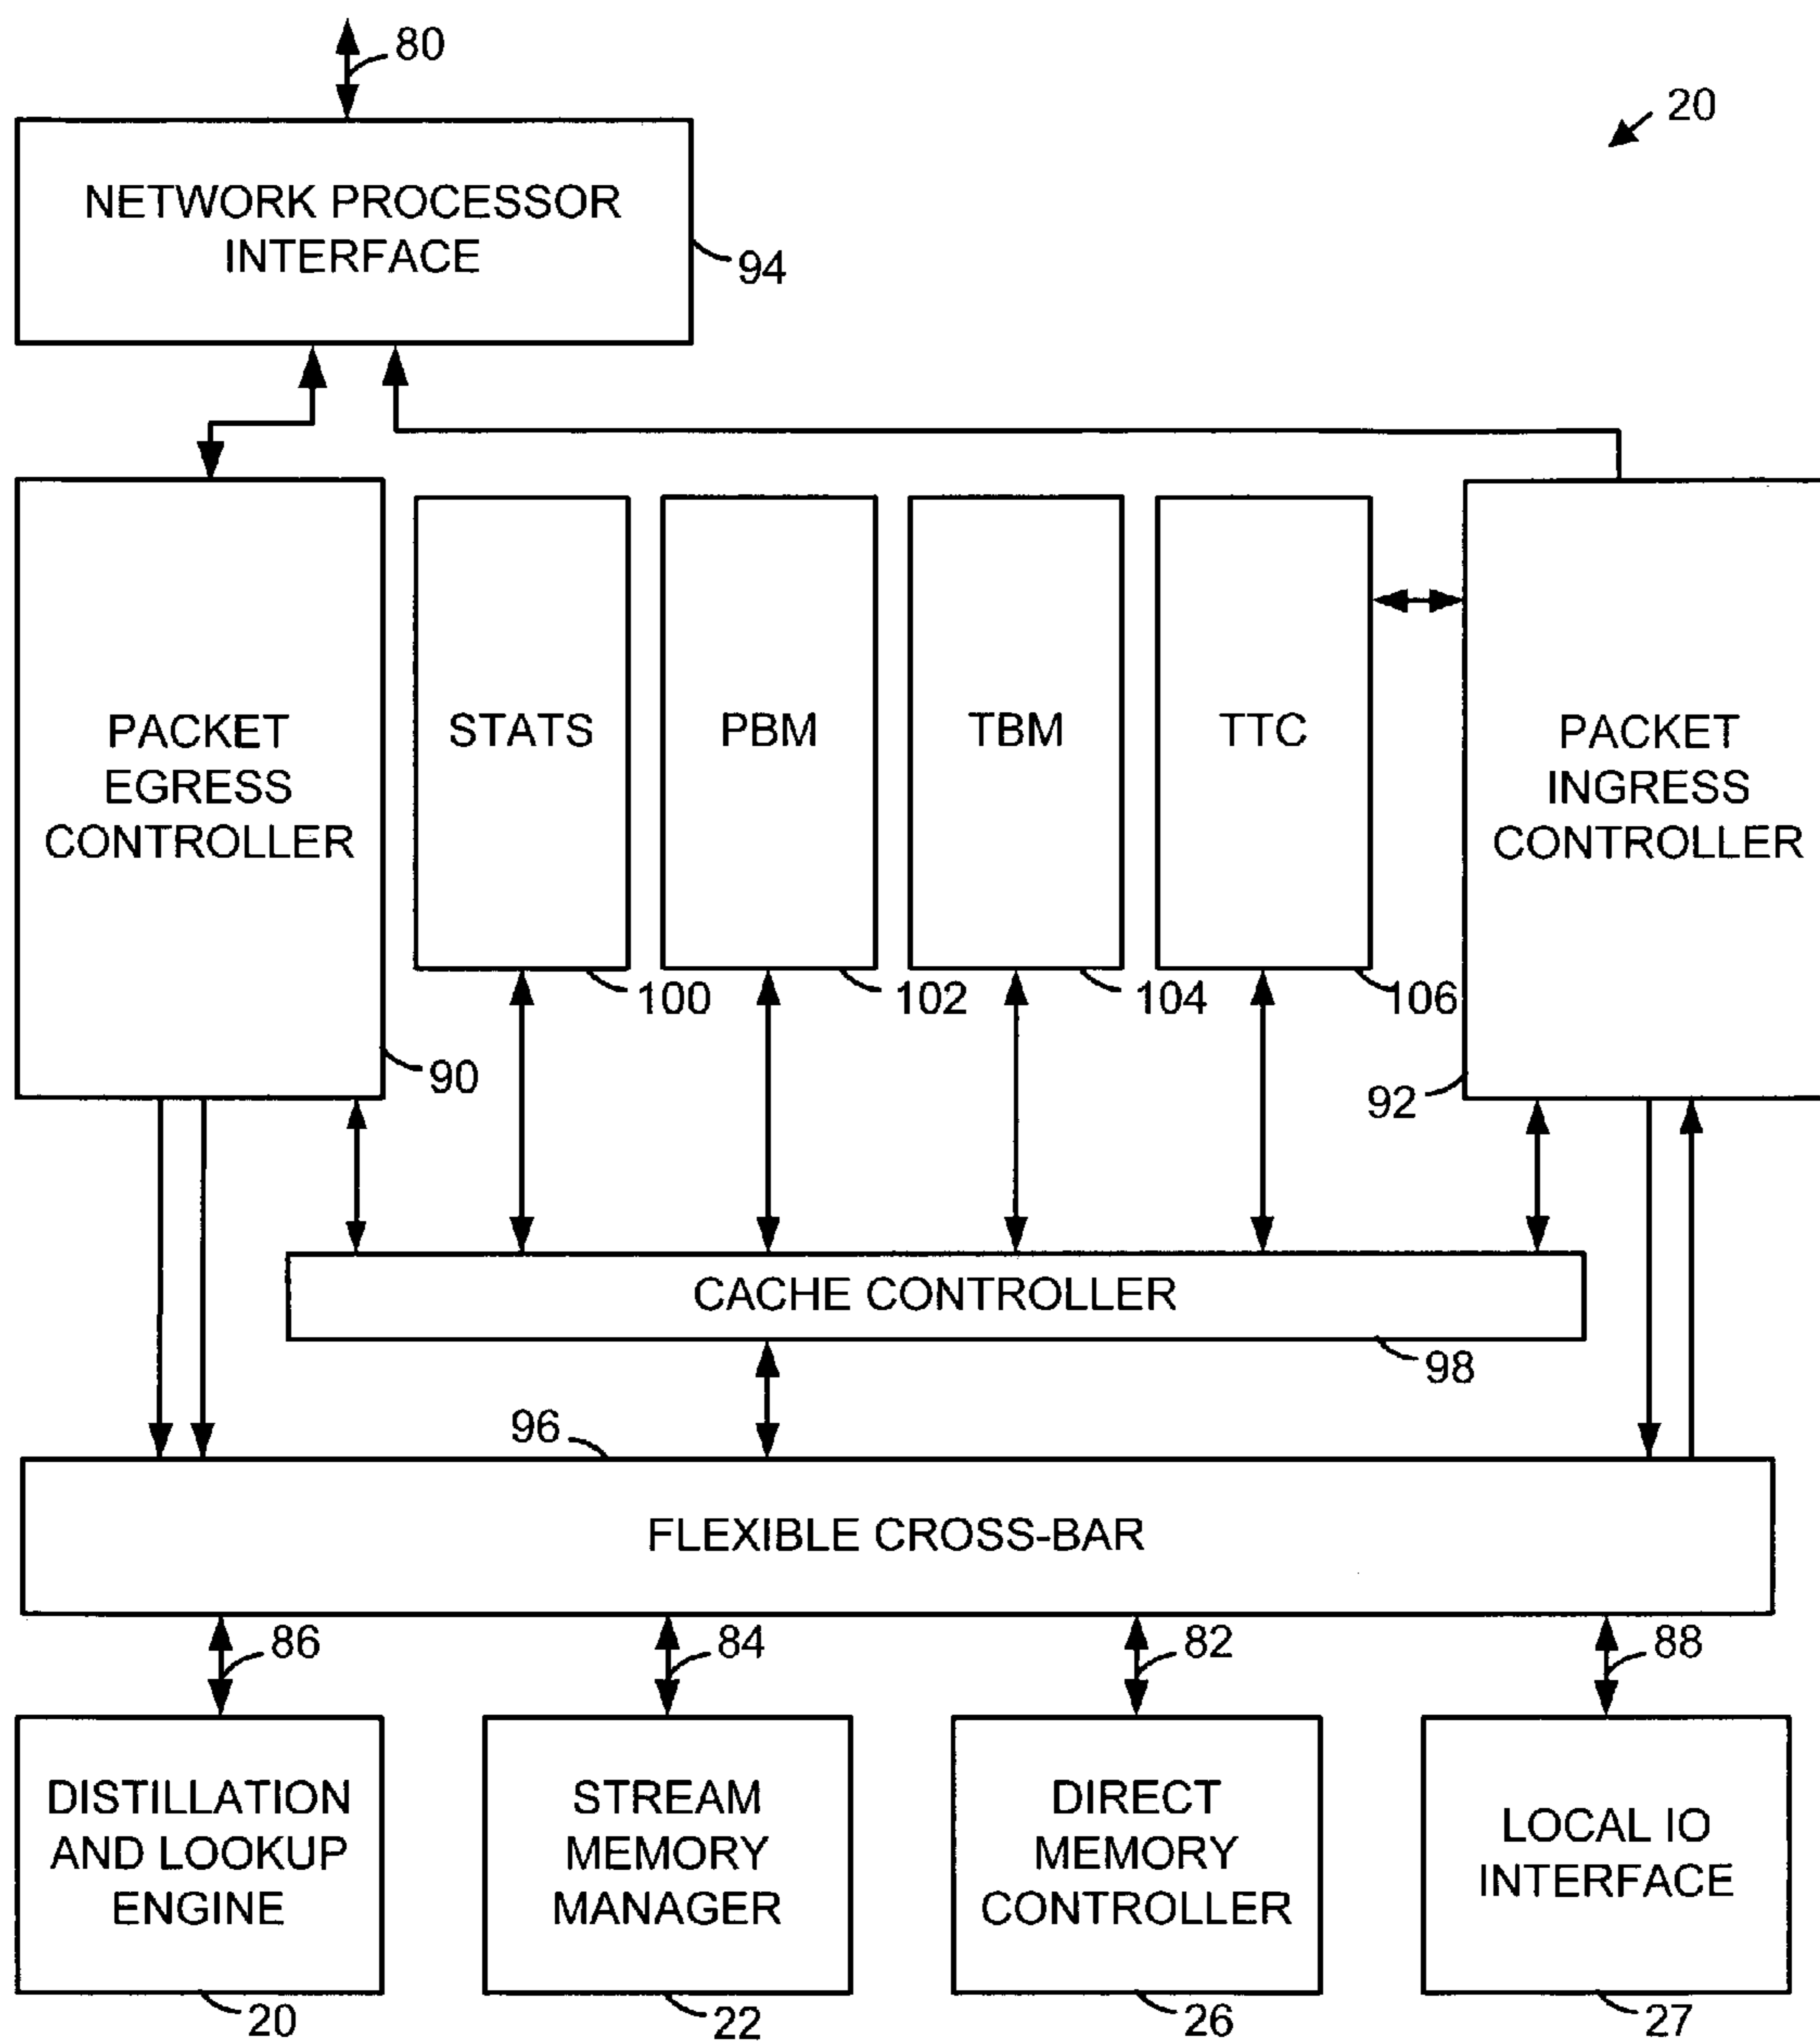 80
20
NETWORK PROCESSOR
INTERFACE
94
PACKET
EGRESS
CONTROLLER
STATS
PBM
TBM
TTC
PACKET
INGRESS
CONTROLLER
100
102
104
106
90
92
CACHE CONTROLLER
98
96
FLEXIBLE CROSS-BAR
86
84
82
88
DISTILLATION
AND LOOKUP
ENGINE
STREAM
MEMORY
MANAGER
DIRECT
MEMORY
CONTROLLER
LOCAL IO
INTERFACE
20
22
26
27